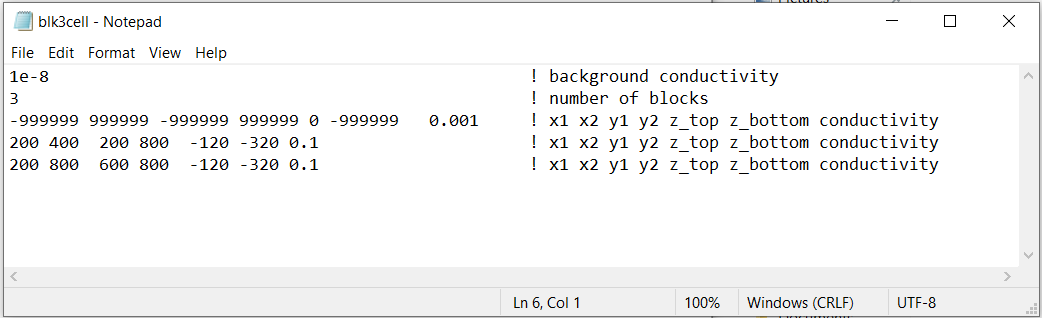 Pictures
blk3cell - Notepad
File Edit Format View Help
1e-8 ! background conductivity
3 ! number of blocks
-999999 999999 -999999 999999 0 -999999 0.001 ! x1 x2 y1 y2 z_top z_bottom conductivity
200 400 200 800 -120 -320 0.1 ! x1 x2 y1 y2 z_top z_bottom conductivity
200 800 600 800 -120 -320 0.1 ! x1 x2 y1 y2 z_top z_bottom conductivity
Ln 6, Col 1 100% Windows (CRLF) UTF-8